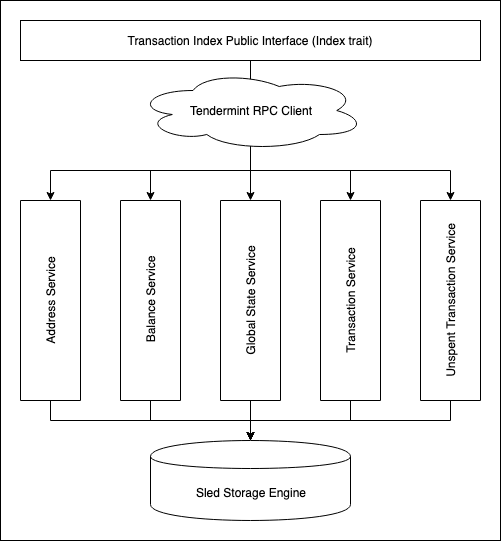 Transaction Index Public Interface (Index trait)
Tendermint RPC Client
Address Service
Balance Service
Global State Service
Transaction Service
Unspent Transaction Service
Sled Storage Engine